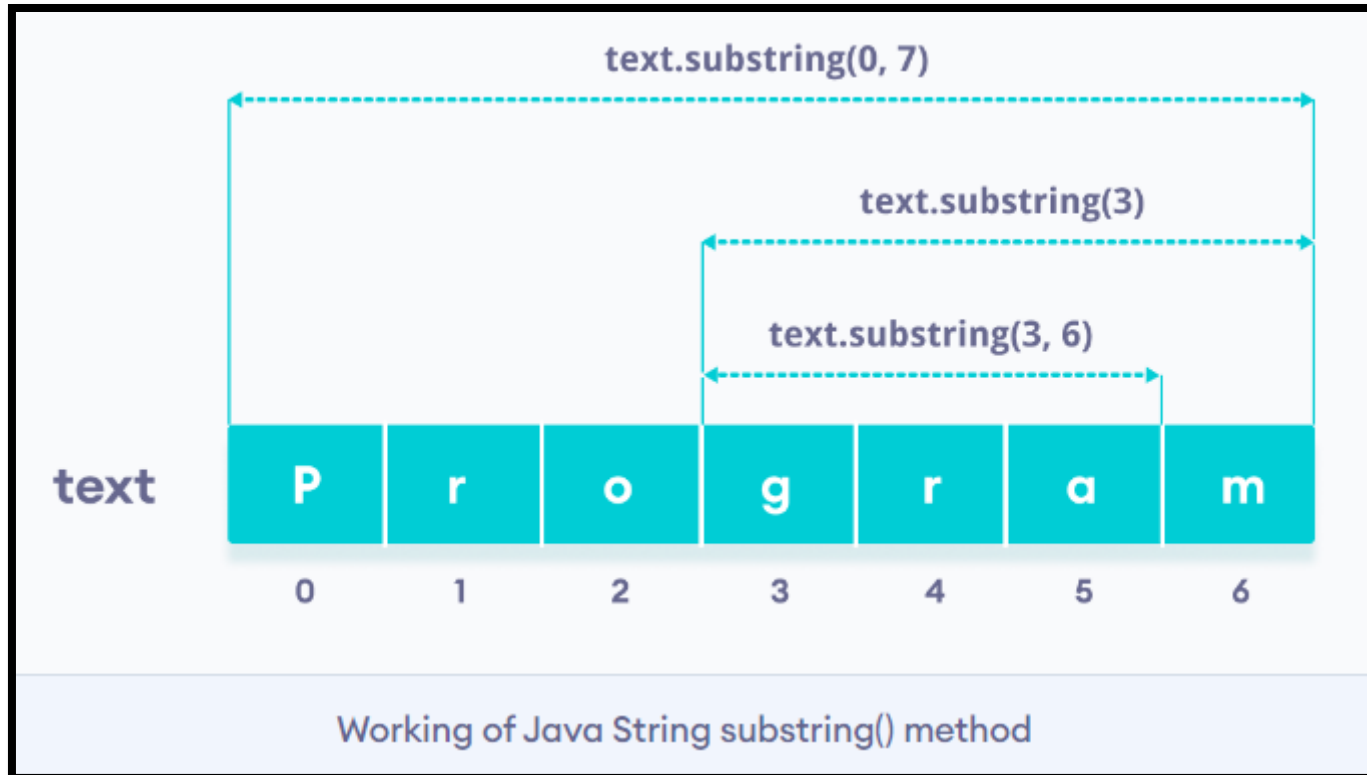 text.substring(0, 7)
text.substring(3)
text.substring(3, 6)
text P r o g r a m
0 1 2 3 4 5 6
Working of Java String substring() method